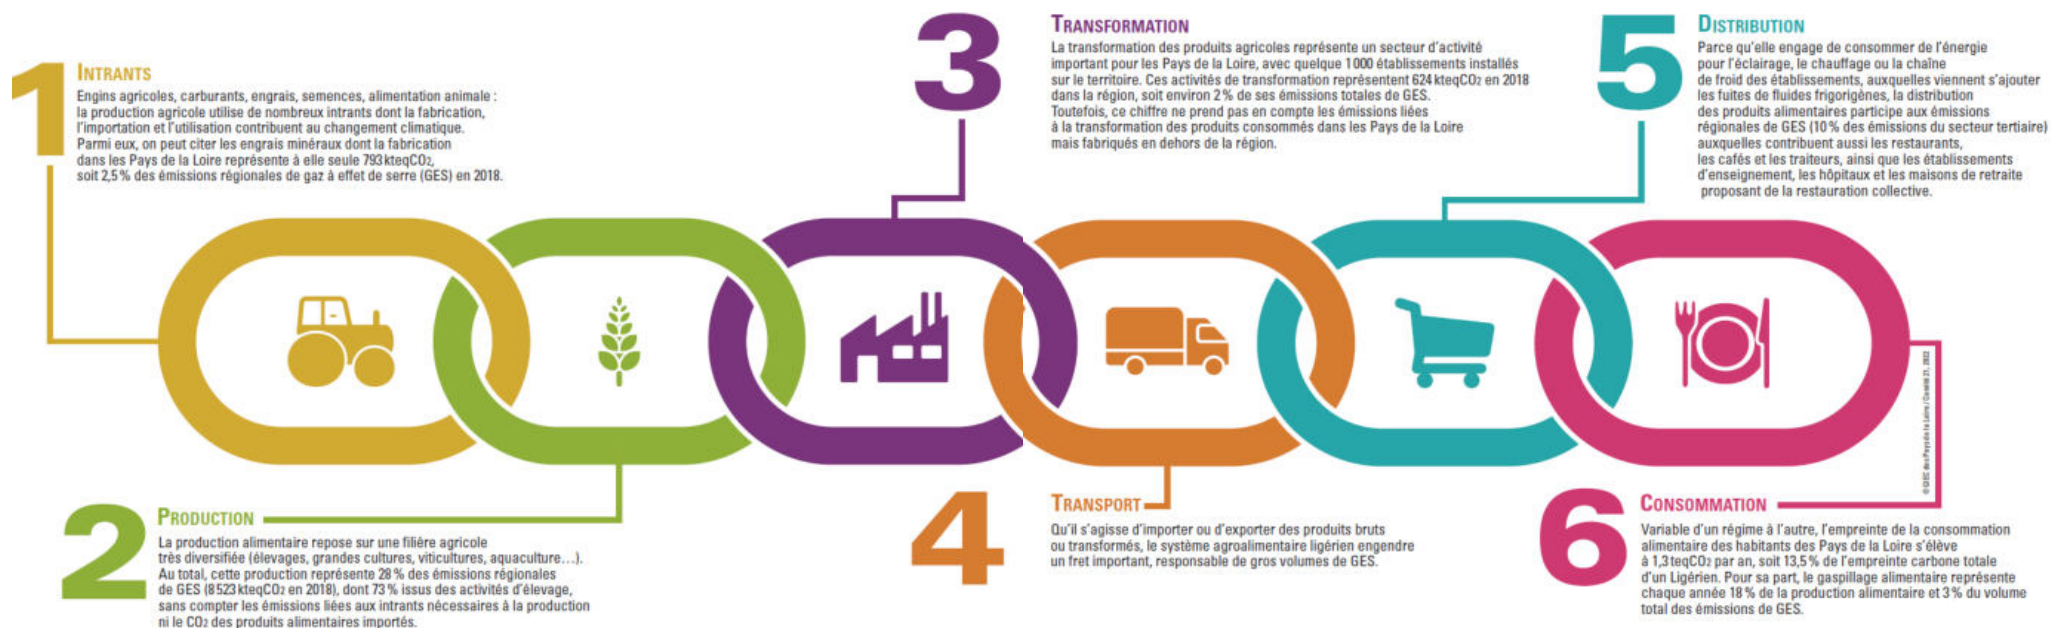 1
INTRANTS
Engins agricoles, carburants, engrais, semences, alimentation animale :
la production agricole utilise de nombreux intrants dont la fabrication,
l'importation et l'utilisation contribuent au changement climatique.
Parmi eux, on peut citer les engrais minéraux dont la fabrication
dans les Pays de la Loire représente à elle seule 793 kteqCO2,
soit 2,5 % des émissions régionales de gaz à effet de serre (GES) en 2018.
2
PRODUCTION
La production alimentaire repose sur une filière agricole
très diversifiée (élevages, grandes cultures, viticultures, aquaculture…).
Au total, cette production représente 28 % des émissions régionales
de GES (8 523 kteqCO2 en 2018), dont 73 % issus des activités d'élevage,
sans compter les émissions liées aux intrants nécessaires à la production
ni le CO2 des produits alimentaires importés.
3
TRANSFORMATION
La transformation des produits agricoles représente un secteur d'activité
important pour les Pays de la Loire, avec quelque 1 000 établissements installés
sur le territoire. Ces activités de transformation représentent 624 kteqCO2 en 2018
dans la région, soit environ 2 % de ses émissions totales de GES.
Toutefois, ce chiffre ne prend pas en compte les émissions liées
à la transformation des produits consommés dans les Pays de la Loire
mais fabriqués en dehors de la région.
4
TRANSPORT
Qu'il s'agisse d'importer ou d'exporter des produits bruts
ou transformés, le système agroalimentaire ligérien engendre
un fret important, responsable de gros volumes de GES.
5
DISTRIBUTION
Parce qu'elle engage de consommer de l'énergie
pour l'éclairage, le chauffage ou la chaîne
de froid des établissements, auxquelles viennent s'ajouter
les fuites de fluides frigorigènes, la distribution
des produits alimentaires participe aux émissions
régionales de GES (10 % des émissions du secteur tertiaire)
auxquelles contribuent aussi les restaurants,
les cafés et les traiteurs, ainsi que les établissements
d'enseignement, les hôpitaux et les maisons de retraite
proposant de la restauration collective.
6
CONSOMMATION
Variable d'un régime à l'autre, l'empreinte de la consommation
alimentaire des habitants des Pays de la Loire s'élève
à 1,3 teqCO2 par an, soit 13,5 % de l'empreinte carbone totale
d'un Ligérien. Pour sa part, le gaspillage alimentaire représente
chaque année 18 % de la production alimentaire et 3 % du volume
total des émissions de GES.
© GIEC des Pays de la Loire / Comité 21, 2022